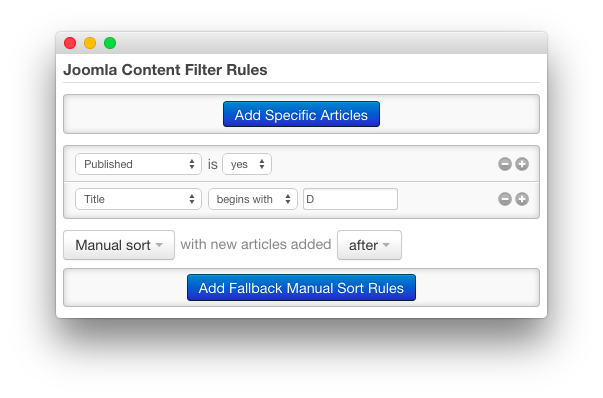 Joomla Content Filter Rules
Add Specific Articles
Published is yes
Title begins with D
Manual sort with new articles added after
Add Fallback Manual Sort Rules